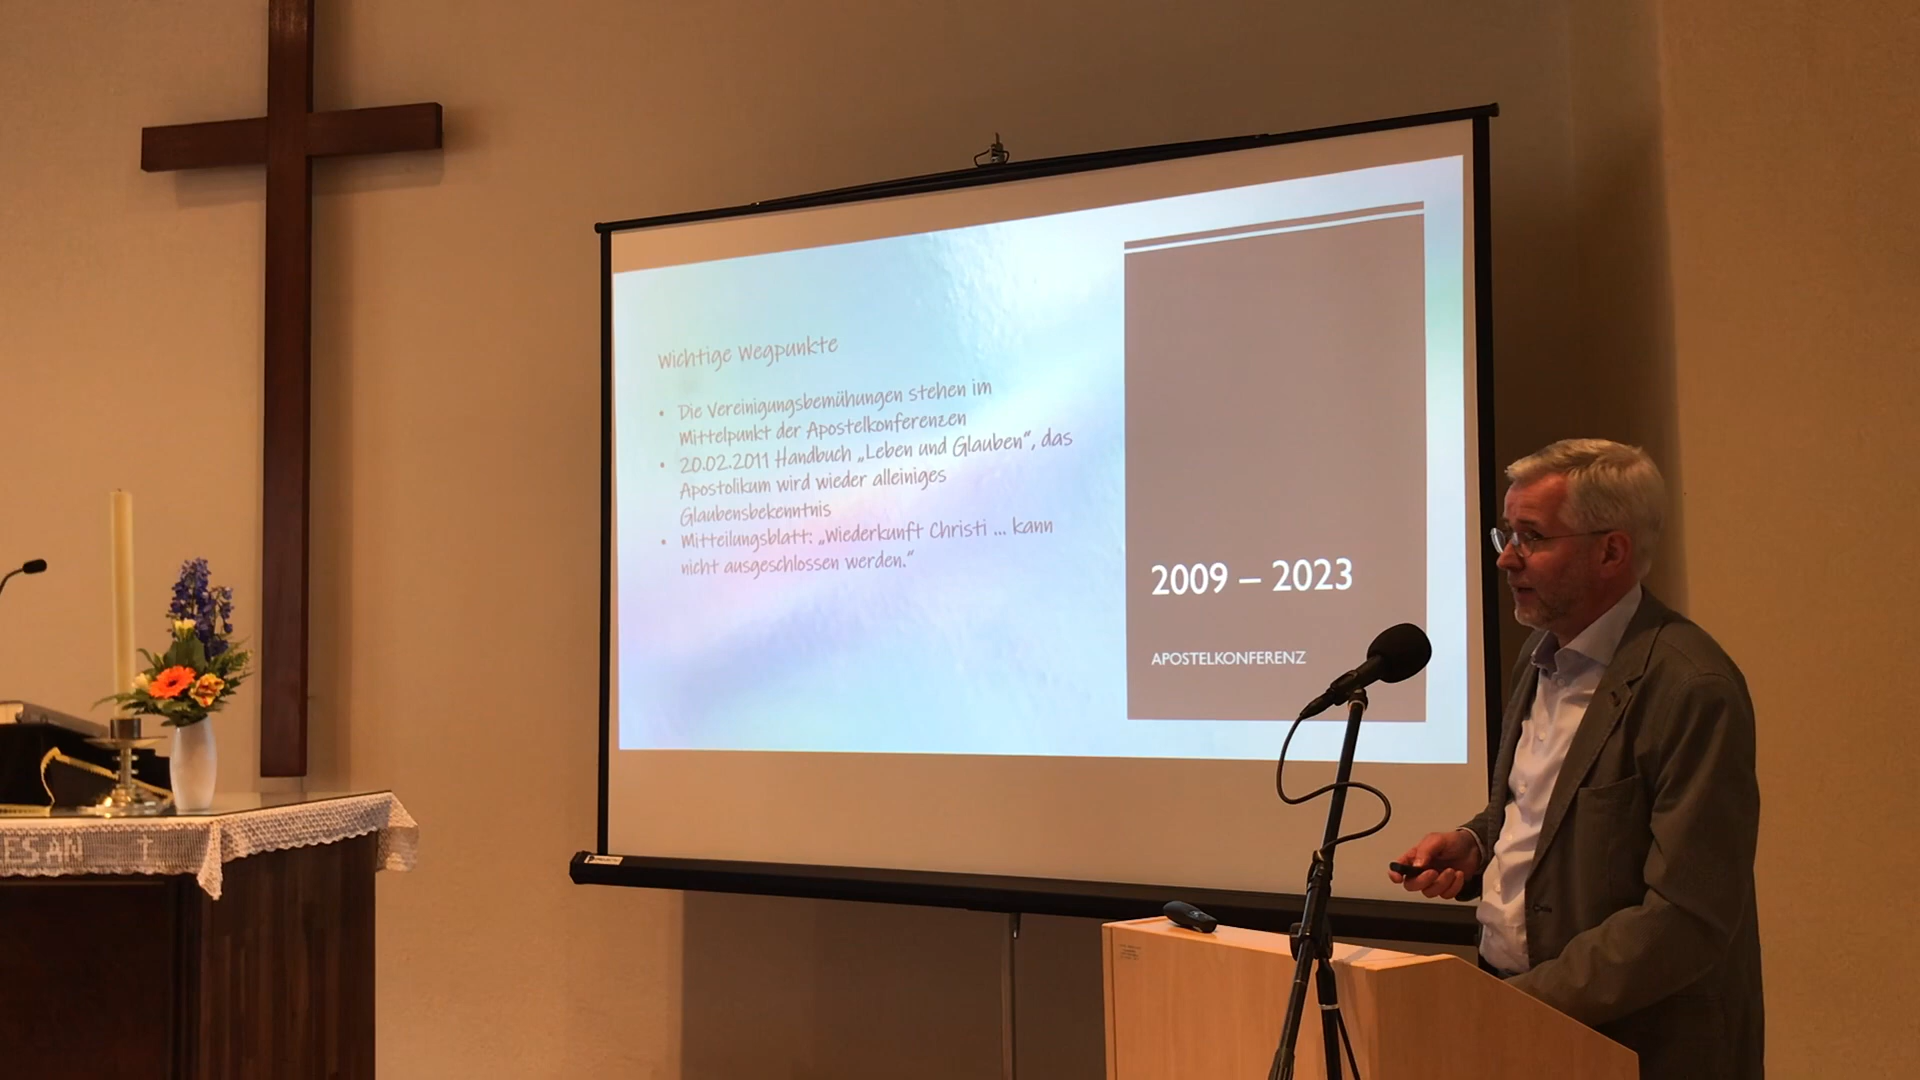 Wichtige Wegpunkte
• Die Vereinigungsbemühungen stehen im
Mittelpunkt der Apostelkonferenzen
• 20.02.2011 Handbuch „Leben und Glauben“, das
Apostolikum wird wieder alleiniges
Glaubensbekenntnis
• Mitteilungsblatt: „Wiederkunft Christi ... kann
nicht ausgeschlossen werden.“
2009 – 2023
APOSTELKONFERENZ
ESAN